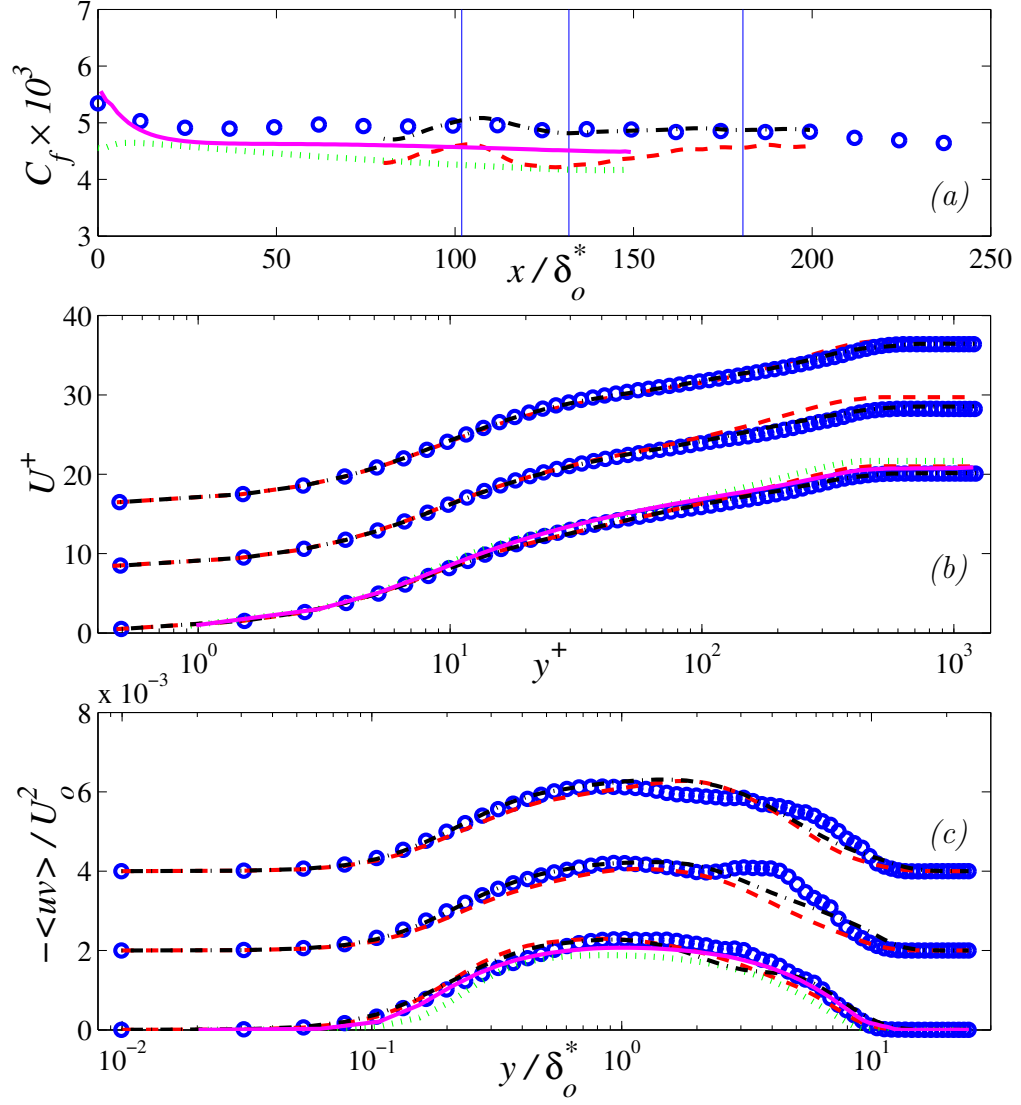 7
6
5
4
3
C_f × 10^3
0 50 100 150 200 250
x / δ_o^*
(a)
40
30
20
10
0
U^+
10^0 10^1 10^2 10^3
y^+
(b)
x 10^-3
8
6
4
2
0
−<uv> / U_o^2
10^-2 10^-1 10^0 10^1
y / δ_o^*
(c)